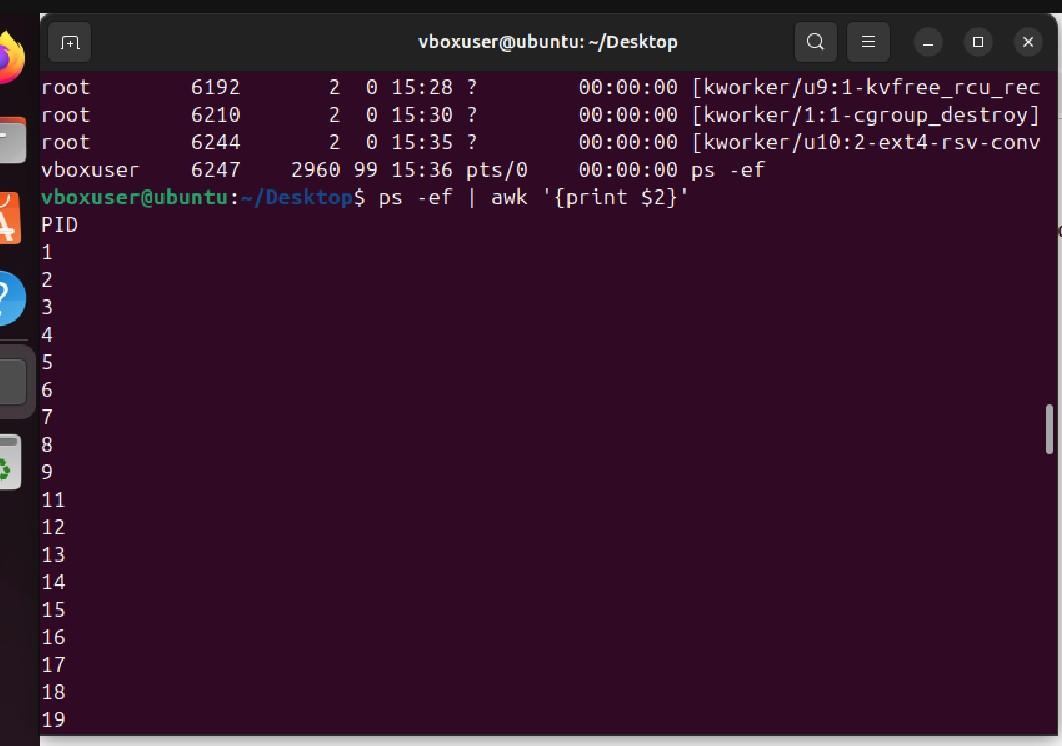 vboxuser@ubuntu: ~/Desktop
root        6192       2  0 15:28 ?        00:00:00 [kworker/u9:1-kvfree_rcu_rec
root        6210       2  0 15:30 ?        00:00:00 [kworker/1:1-cgroup_destroy]
root        6244       2  0 15:35 ?        00:00:00 [kworker/u10:2-ext4-rsv-conv
vboxuser    6247    2960 99 15:36 pts/0    00:00:00 ps -ef
vboxuser@ubuntu:~/Desktop$ ps -ef | awk '{print $2}'
PID
1
2
3
4
5
6
7
8
9
11
12
13
14
15
16
17
18
19